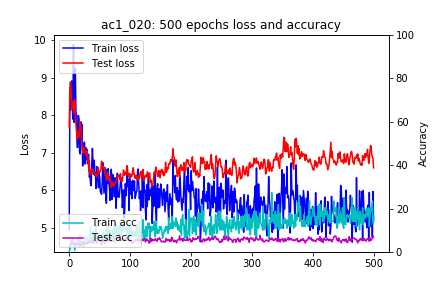 ac1_020: 500 epochs loss and accuracy
10
9
8
7
6
5
Loss
Train loss
Test loss
Train acc
Test acc
100
80
60
40
20
0
Accuracy
0 100 200 300 400 500